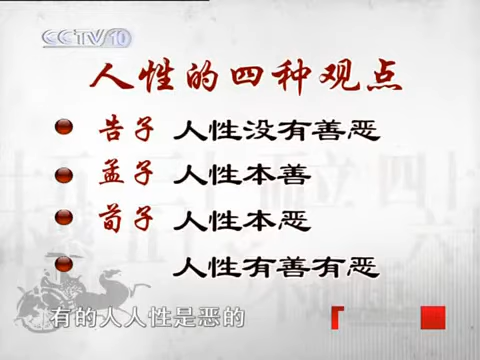 CCTV10
人性的四种观点
告子 人性没有善恶
孟子 人性本善
荀子 人性本恶
人性有善有恶
有的人人性是恶的